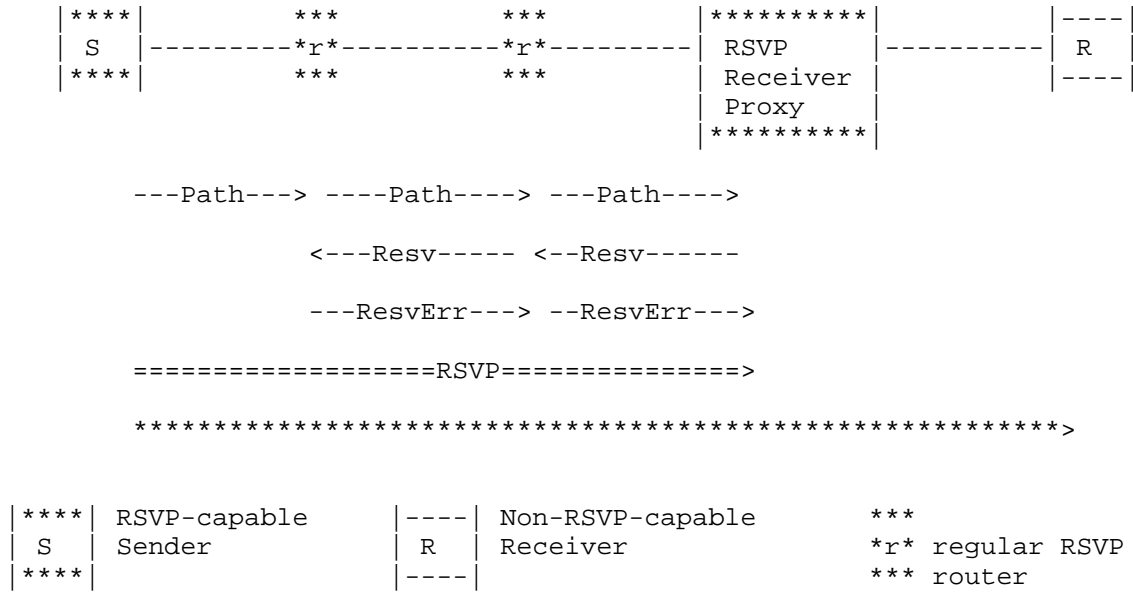 |****|         ***          ***         |**********|          |----|
| S  |---------*r*----------*r*---------| RSVP     |----------| R  |
|****|         ***          ***         | Receiver |          |----|
                                        | Proxy    |
                                        |**********|
---Path---> ----Path----> ---Path---->
<---Resv----- <--Resv------
---ResvErr---> --ResvErr--->
===================RSVP===============>
**********************************************************>
|****| RSVP-capable     |----| Non-RSVP-capable       ***
| S  | Sender           | R  | Receiver              *r* regular RSVP
|****|                  |----|                       *** router